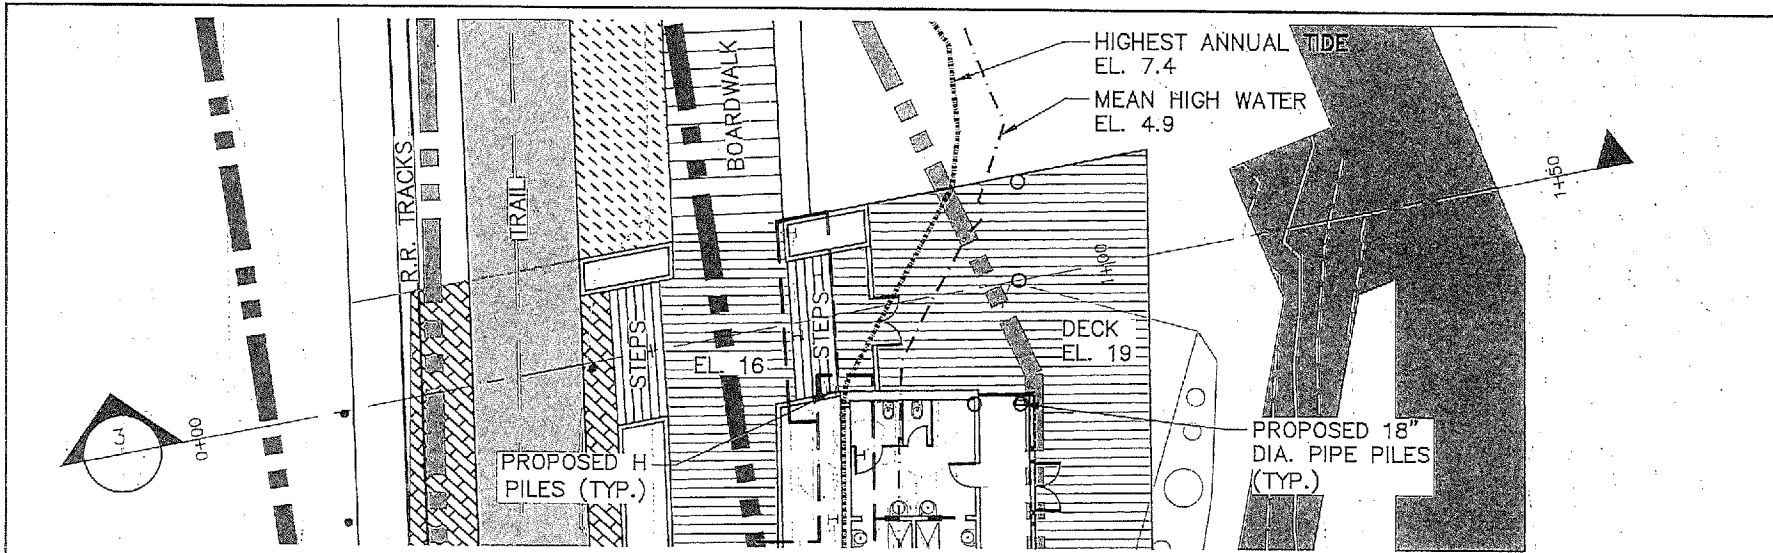 HIGHEST ANNUAL TIDE
EL. 7.4
MEAN HIGH WATER
EL. 4.9
BOARDWALK
R.R. TRACKS
TRAIL
1+50
1+00
STEPS
STEPS
EL. 16
DECK
EL. 19
3
0+00
PROPOSED H
PILES (TYP.)
PROPOSED 18"
DIA. PIPE PILES
(TYP.)